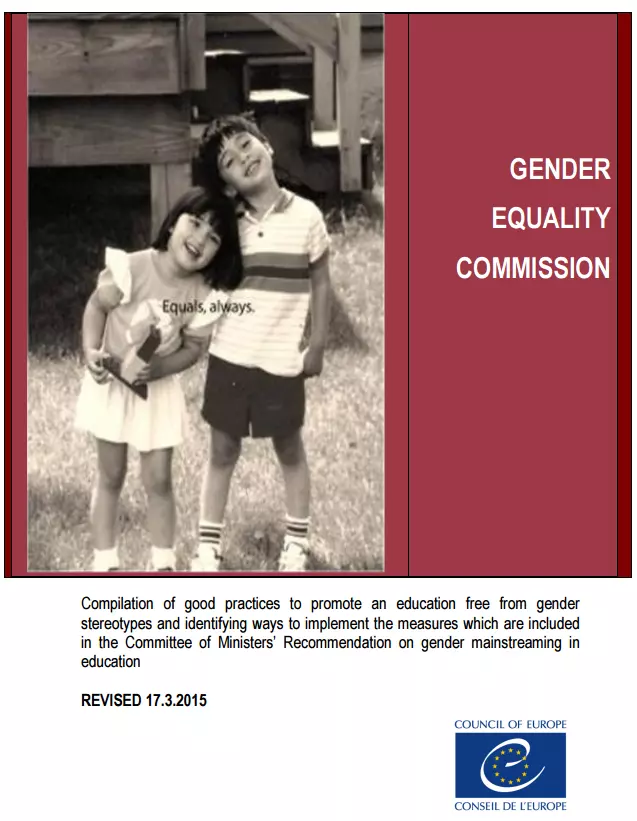 GENDER
EQUALITY
COMMISSION
Equals, always.
Compilation of good practices to promote an education free from gender
stereotypes and identifying ways to implement the measures which are included
in the Committee of Ministers’ Recommendation on gender mainstreaming in
education
REVISED 17.3.2015
COUNCIL OF EUROPE
CONSEIL DE L'EUROPE